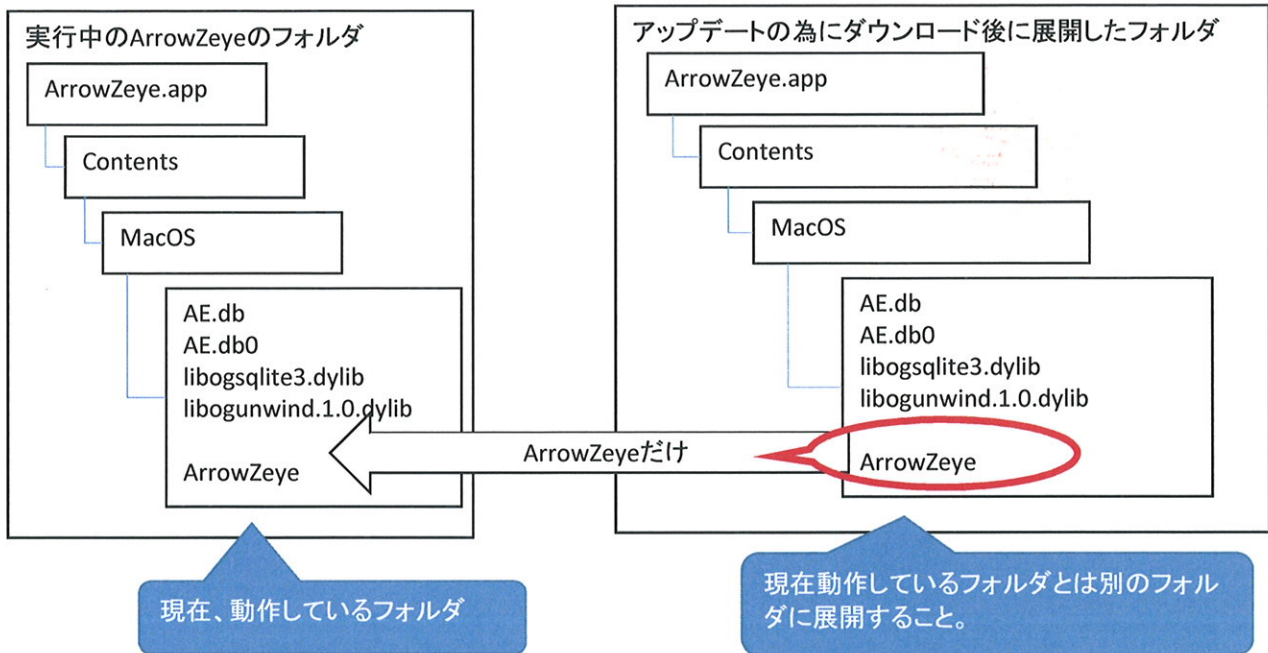 実行中のArrowZeyeのフォルダ
ArrowZeye.app
Contents
MacOS
AE.db
AE.db0
libogsqlite3.dylib
libogunwind.1.0.dylib
ArrowZeye
現在、動作しているフォルダ
ArrowZeyeだけ
アップデートの為にダウンロード後に展開したフォルダ
ArrowZeye.app
Contents
MacOS
AE.db
AE.db0
libogsqlite3.dylib
libogunwind.1.0.dylib
ArrowZeye
現在動作しているフォルダとは別のフォル
ダに展開すること。